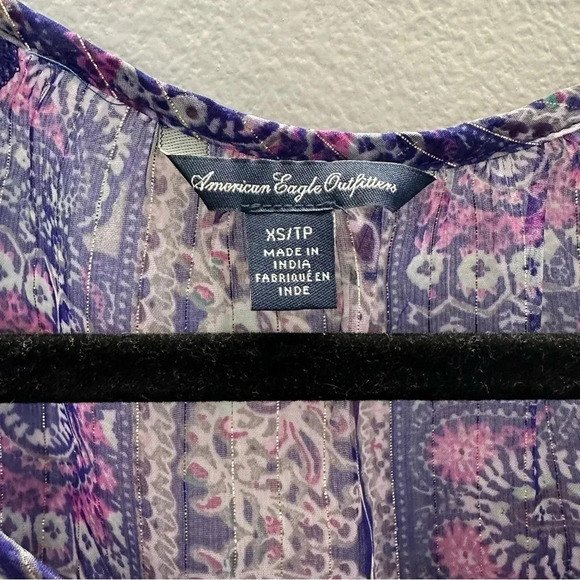 American Eagle Outfitters
XS/TP
MADE IN
INDIA
FABRIQUÉ EN
INDE